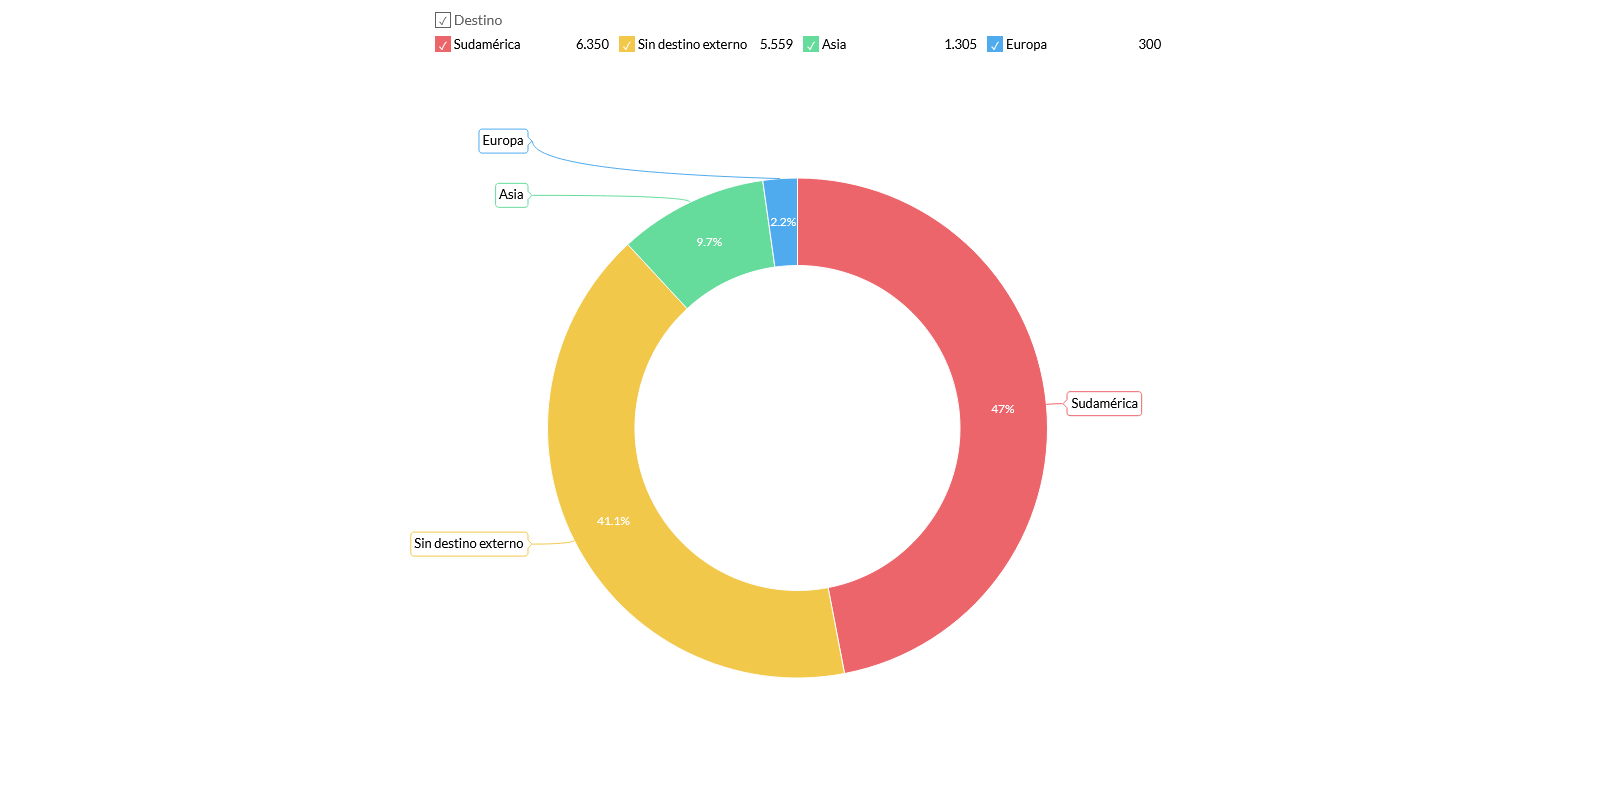 Destino
Sudamérica 6.350 Sin destino externo 5.559 Asia 1.305 Europa 300
Europa
Asia
2.2%
9.7%
Sudamérica
47%
41.1%
Sin destino externo